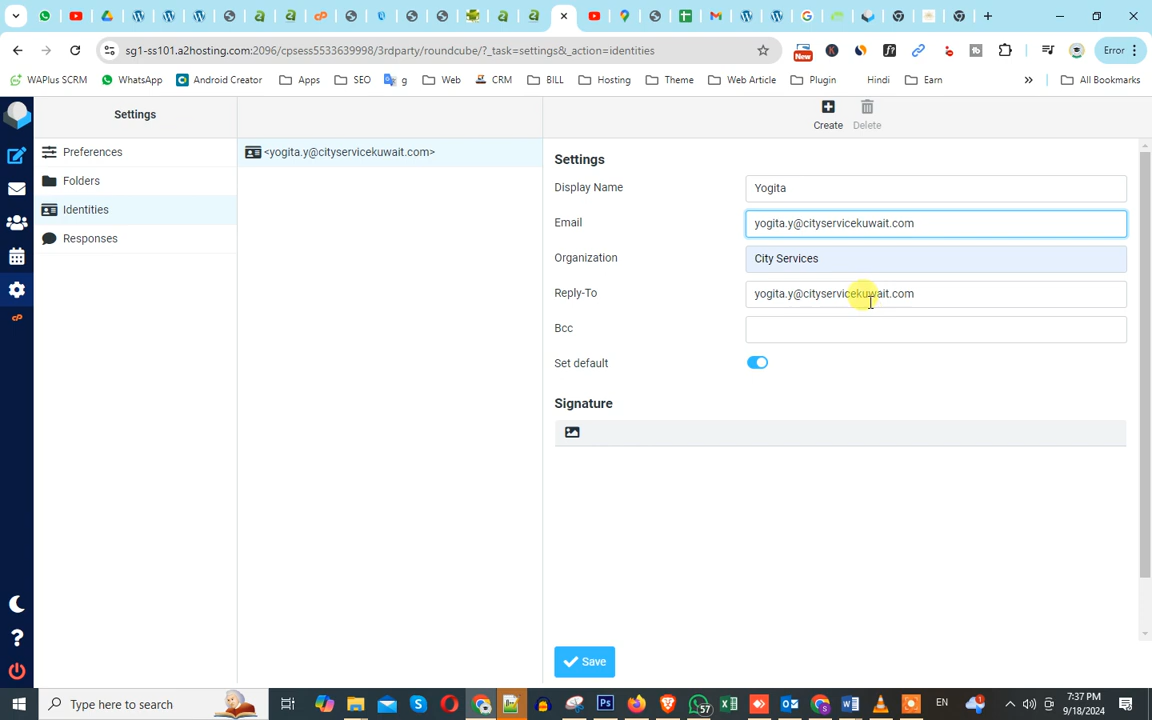 Error
sg1-ss101.a2hosting.com:2096/cpsess5533639998/3rdparty/roundcube/?_task=settings&_action=identities
New
WAPlus SCRM
WhatsApp
Android Creator
Apps
SEO
g
Web
CRM
BILL
Hosting
Theme
Web Article
Plugin
Hindi
Earn
»
All Bookmarks
Settings
Create
Delete
Preferences
Folders
Identities
Responses
<yogita.y@cityservicekuwait.com>
Settings
Display Name
Yogita
Email
yogita.y@cityservicekuwait.com
Organization
City Services
Reply-To
yogita.y@cityservicekuwait.com
Bcc
Set default
Signature
Save
Type here to search
57
EN
7:37 PM
9/18/2024